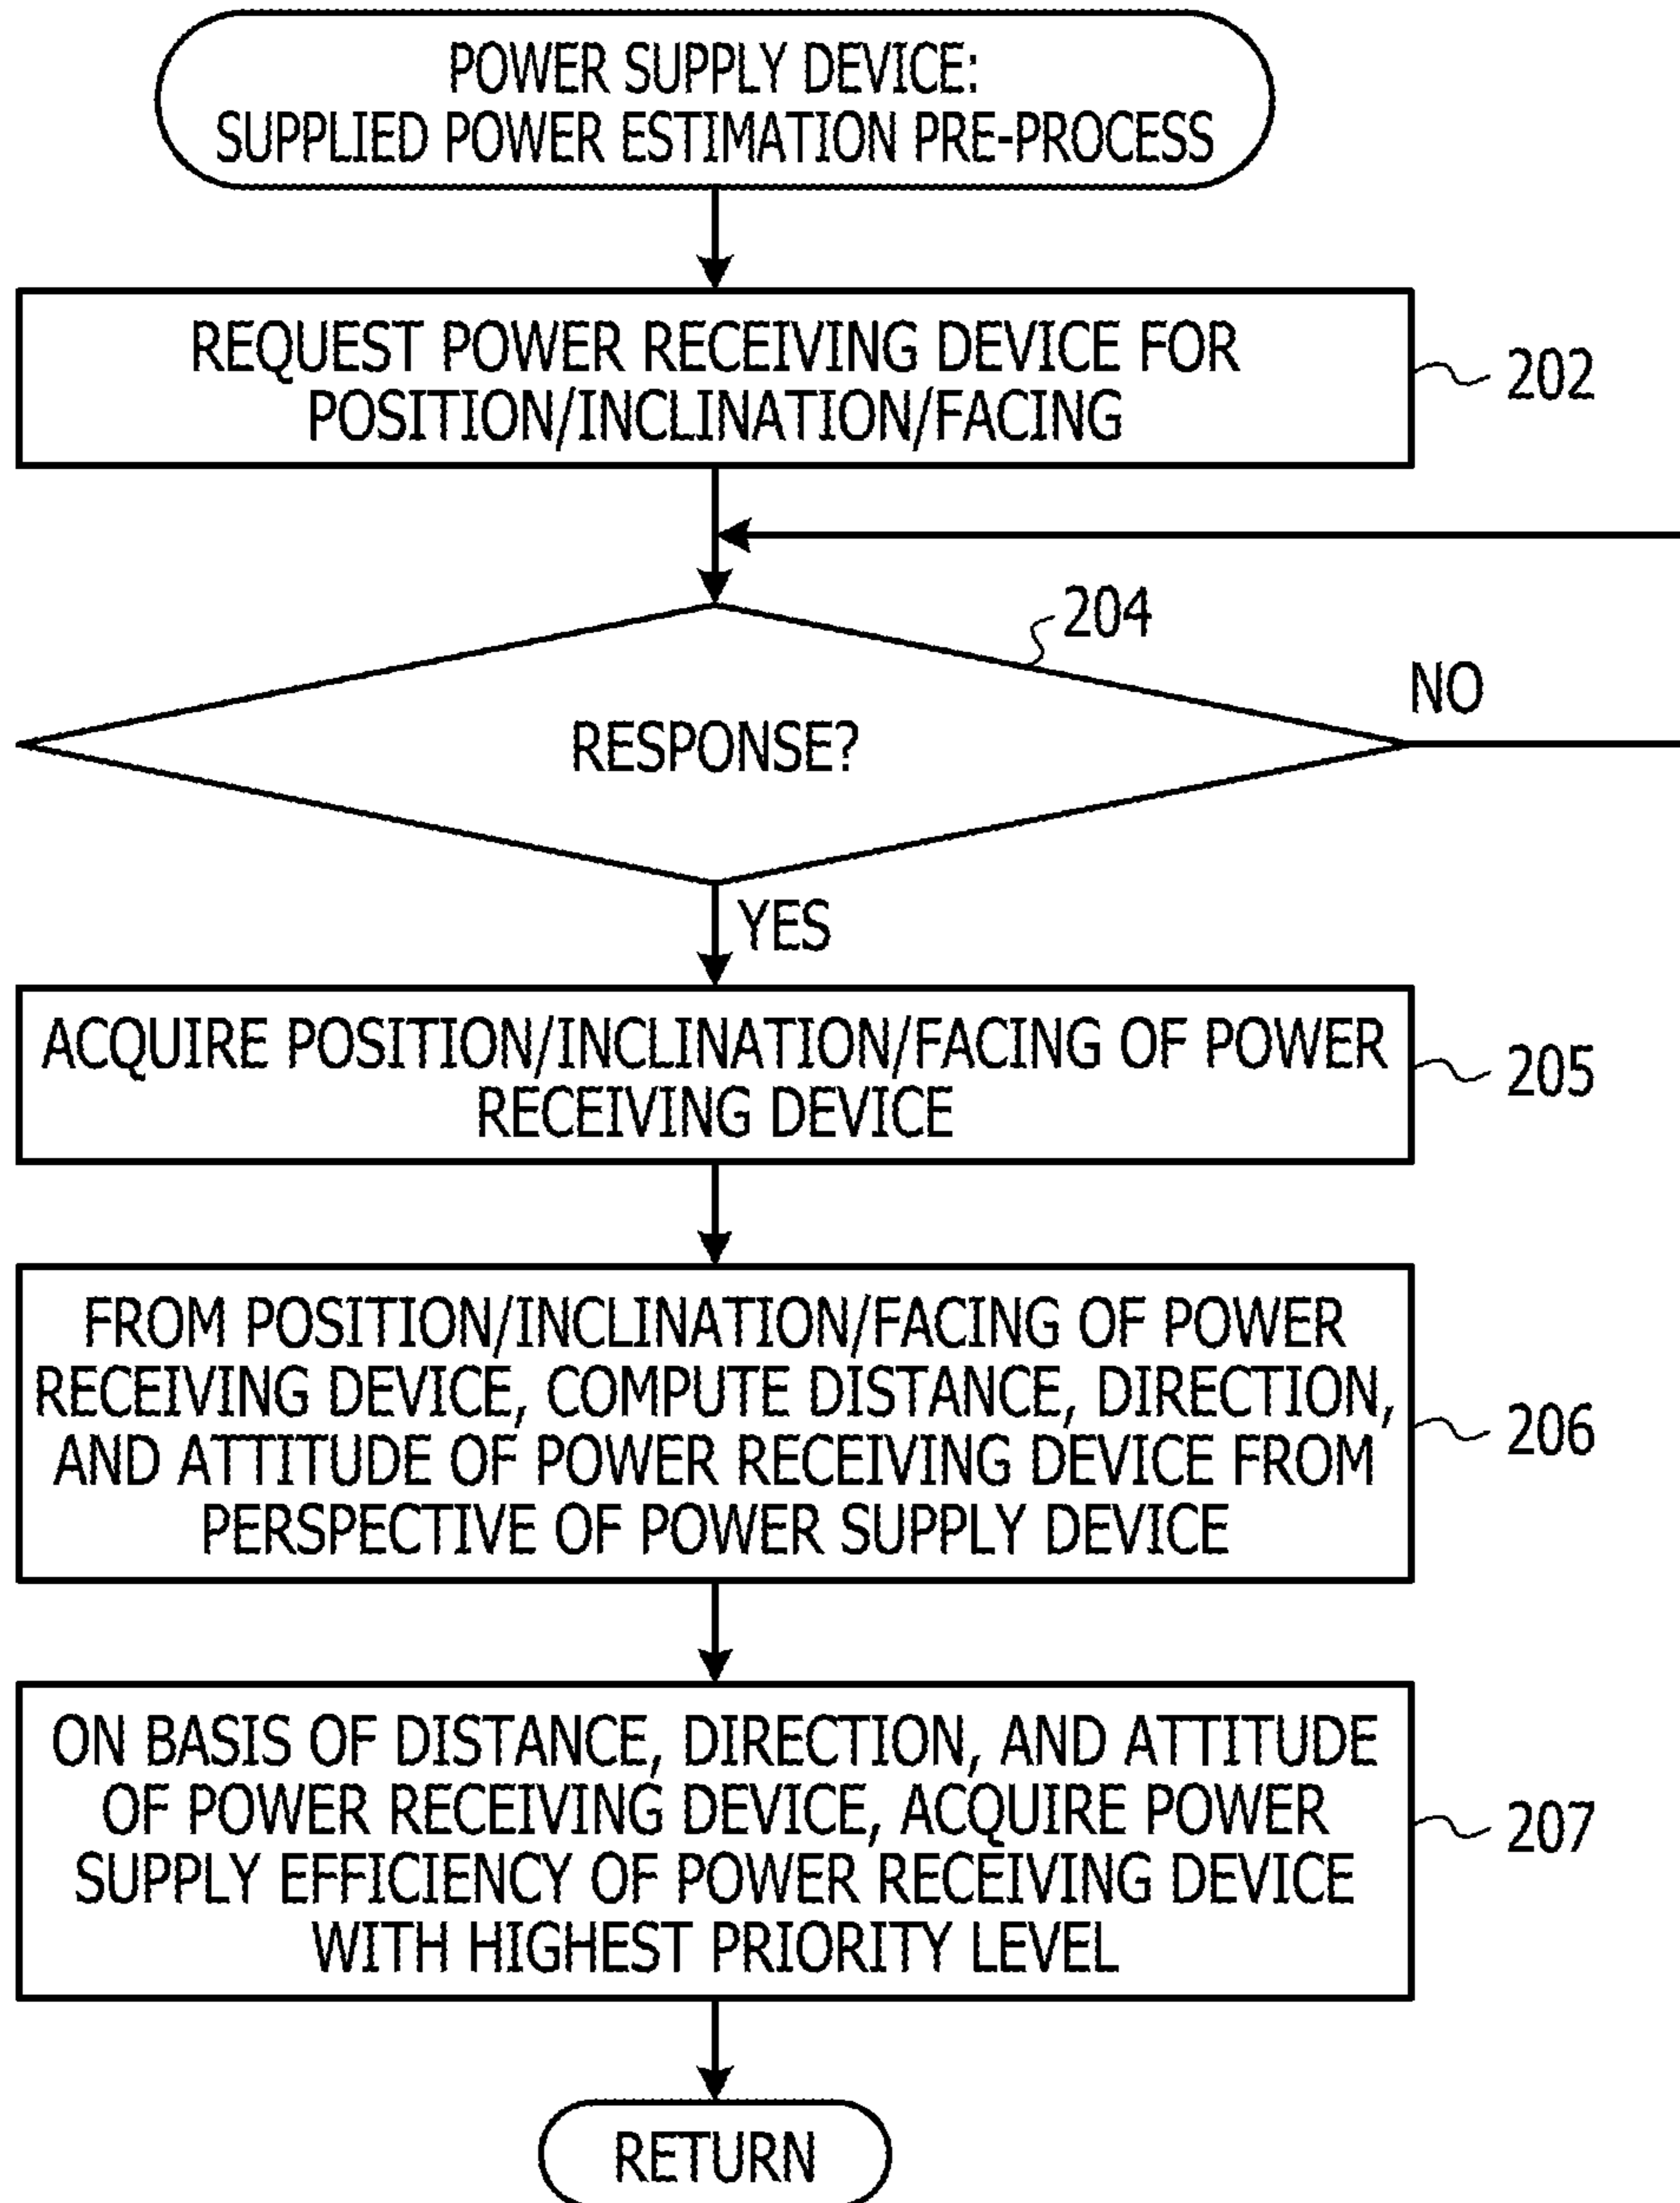 POWER SUPPLY DEVICE:
SUPPLIED POWER ESTIMATION PRE-PROCESS
REQUEST POWER RECEIVING DEVICE FOR
POSITION/INCLINATION/FACING
202
204
NO
RESPONSE?
YES
ACQUIRE POSITION/INCLINATION/FACING OF POWER
RECEIVING DEVICE
205
FROM POSITION/INCLINATION/FACING OF POWER
RECEIVING DEVICE, COMPUTE DISTANCE, DIRECTION,
AND ATTITUDE OF POWER RECEIVING DEVICE FROM
PERSPECTIVE OF POWER SUPPLY DEVICE
206
ON BASIS OF DISTANCE, DIRECTION, AND ATTITUDE
OF POWER RECEIVING DEVICE, ACQUIRE POWER
SUPPLY EFFICIENCY OF POWER RECEIVING DEVICE
WITH HIGHEST PRIORITY LEVEL
207
RETURN